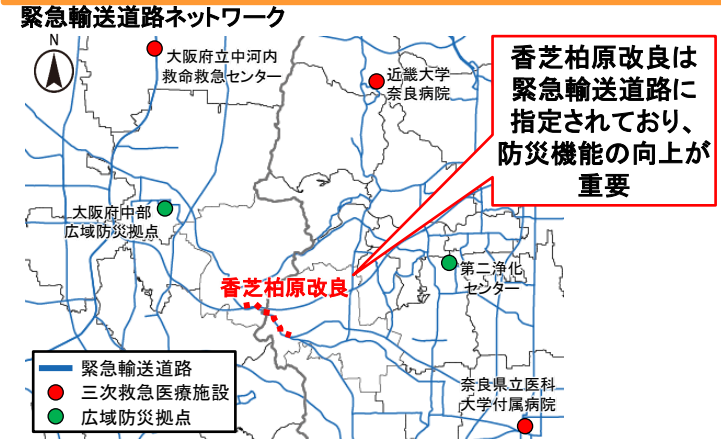 緊急輸送道路ネットワーク
N
大阪府立中河内
救命救急センター
近畿大学
奈良病院
香芝柏原改良は
緊急輸送道路に
指定されており、
防災機能の向上が
重要
大阪府中部
広域防災拠点
第二浄化
センター
香芝柏原改良
緊急輸送道路
三次救急医療施設
広域防災拠点
奈良県立医科
大学付属病院